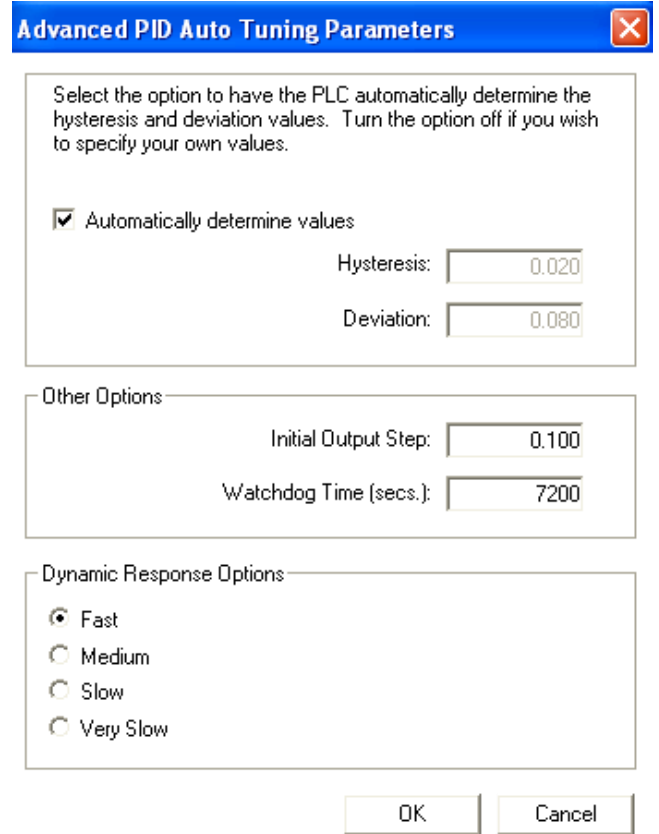 Advanced PID Auto Tuning Parameters
Select the option to have the PLC automatically determine the
hysteresis and deviation values.  Turn the option off if you wish
to specify your own values.
Automatically determine values
Hysteresis: 0.020
Deviation: 0.080
Other Options
Initial Output Step: 0.100
Watchdog Time (secs.): 7200
Dynamic Response Options
Fast
Medium
Slow
Very Slow
OK Cancel